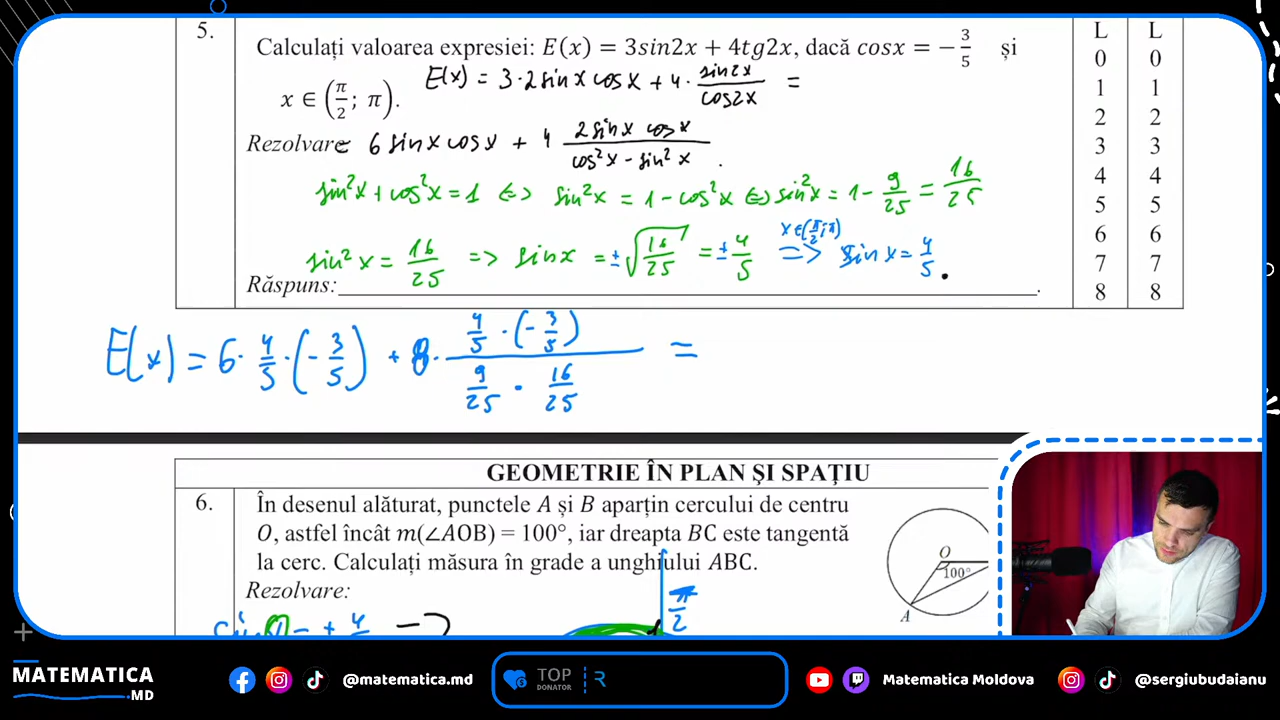 5.
Calculați valoarea expresiei: E(x) = 3sin2x + 4tg2x, dacă cosx = −3/5 și
x ∈ (π/2; π).
E(x) = 3·2sinx cosx + 4· sin2x/cos2x =
Rezolvare
= 6 sinx cosx + 4 2sinx cosx/cos²x − sin²x
sin²x + cos²x = 1 <=> sin²x = 1 − cos²x <=> sin²x = 1 − 9/25 = 16/25
sin²x = 16/25 => sinx = ±√16/25 = ±4/5 x∈(π/2;π) => sinx = 4/5
Răspuns: .
L L
0 0
1 1
2 2
3 3
4 4
5 5
6 6
7 7
8 8
E(x) = 6· 4/5 ·(−3/5) + 8· 4/5 ·(−3/5) / 9/25 - 16/25 =
GEOMETRIE ÎN PLAN ȘI SPAȚIU
6.
În desenul alăturat, punctele A și B aparțin cercului de centru
O, astfel încât m(∠AOB) = 100°, iar dreapta BC este tangentă
la cerc. Calculați măsura în grade a unghiului ABC.
Rezolvare:
π/2
O
100°
A
MATEMATICA
.MD
@matematica.md
TOP
DONATOR
R
Matematica Moldova
@sergiubudaianu